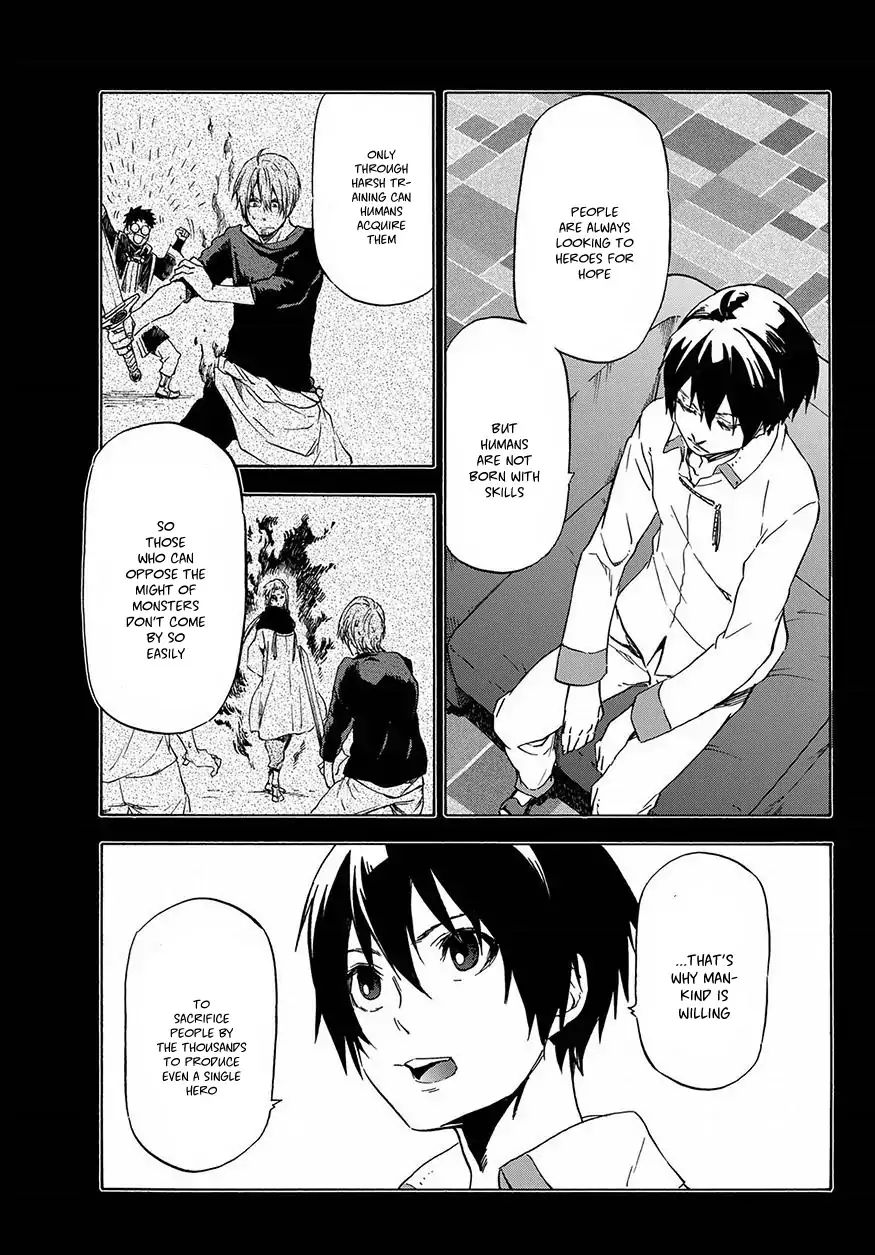 PEOPLE
ARE ALWAYS
LOOKING TO
HEROES FOR
HOPE
BUT
HUMANS
ARE NOT
BORN WITH
SKILLS
ONLY
THROUGH
HARSH TR-
AINING CAN
HUMANS
ACQUIRE
THEM
SO
THOSE
WHO CAN
OPPOSE THE
MIGHT OF
MONSTERS
DON'T COME
BY SO
EASILY
...THAT'S
WHY MAN-
KIND IS
WILLING
TO
SACRIFICE
PEOPLE BY
THE THOUSANDS
TO PRODUCE
EVEN A SINGLE
HERO